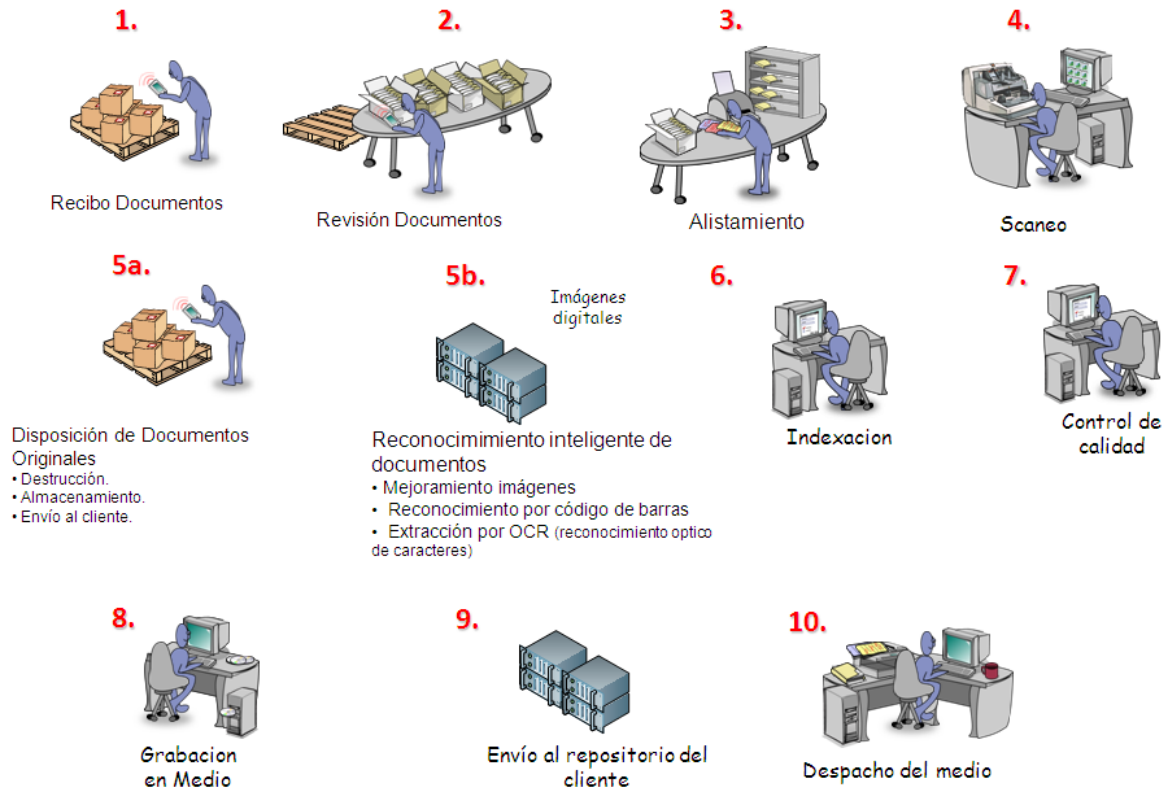 1.
Recibo Documentos
2.
Revisión Documentos
3.
Alistamiento
4.
Scaneo
5a.
Disposición de Documentos
Originales
• Destrucción.
• Almacenamiento.
• Envío al cliente.
5b.
Imágenes
digitales
Reconocimimiento inteligente de
documentos
• Mejoramiento imágenes
• Reconocimiento por código de barras
• Extracción por OCR (reconocimiento optico
de caracteres)
6.
Indexacion
7.
Control de
calidad
8.
Grabacion
en Medio
9.
Envío al repositorio del
cliente
10.
Despacho del medio